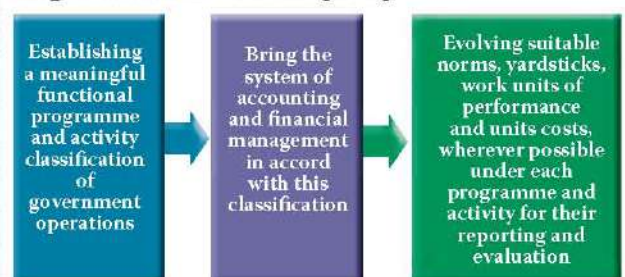 Establishing
a meaningful
functional
programme
and activity
classification
of
government
operations
Bring the
system of
accounting
and financial
management
in accord
with this
classification
Evolving suitable
norms, yardsticks,
work units of
performance
and units costs,
wherever possible
under each
programme and
activity for their
reporting and
evaluation